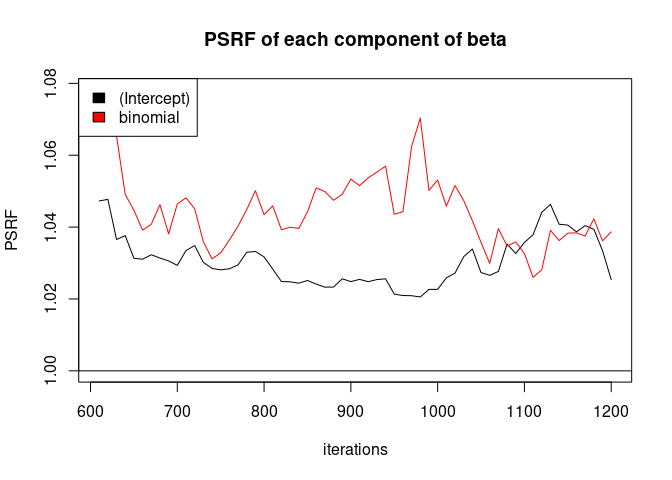 PSRF of each component of beta
(Intercept)
binomial
PSRF
1.08
1.06
1.04
1.02
1.00
600 700 800 900 1000 1100 1200
iterations